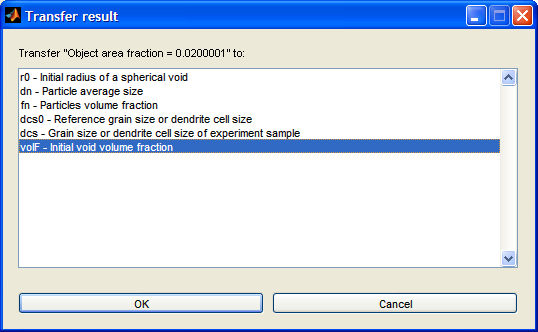 Transfer result
Transfer "Object area fraction = 0.0200001" to:
r0 - Initial radius of a spherical void
dn - Particle average size
fn - Particles volume fraction
dcs0 - Reference grain size or dendrite cell size
dcs - Grain size or dendrite cell size of experiment sample
volF - Initial void volume fraction
OK
Cancel